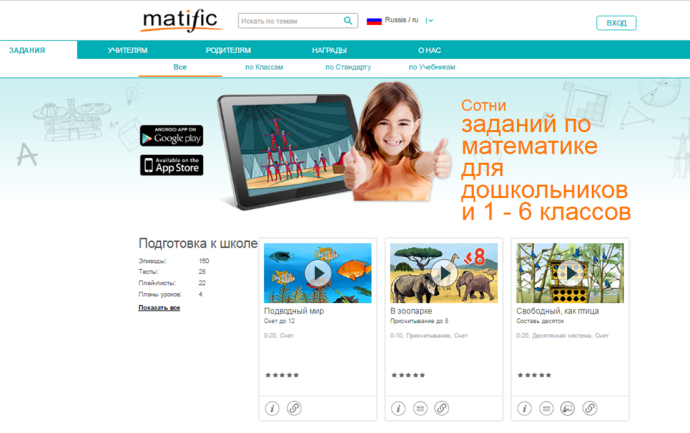 matific
Искать по темам
Russia / ru
ВХОД
ЗАДАНИЯ
УЧИТЕЛЯМ
РОДИТЕЛЯМ
НАГРАДЫ
О НАС
Все
по Классам
по Стандарту
по Учебникам
ANDROID APP ON
Google play
Available on the
App Store
Сотни
заданий по
математике
для
дошкольников
и 1 - 6 классов
Подготовка к школе
Эпизоды: 150
Тесты: 28
Плей-листы: 22
Планы уроков: 4
Показать все
Подводный мир
Счет до 12
0-20, Счет
8
В зоопарке
Присчитывание до 8
0-10, Присчитывание, Счет
Свободный, как птица
Составь десяток
0-20, Десятичная система, Счет